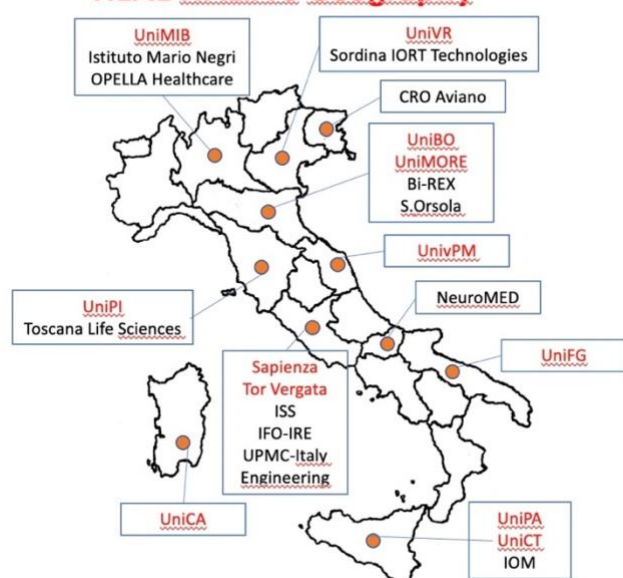 UniMIB
Istituto Mario Negri
OPELLA Healthcare
UniVR
Sordina IORT Technologies
CRO Aviano
UniBO
UniMORE
Bi-REX
S.Orsola
UnivPM
NeuroMED
UniPI
Toscana Life Sciences
UniFG
Sapienza
Tor Vergata
ISS
IFO-IRE
UPMC-Italy
Engineering
UniCA
UniPA
UniCT
IOM